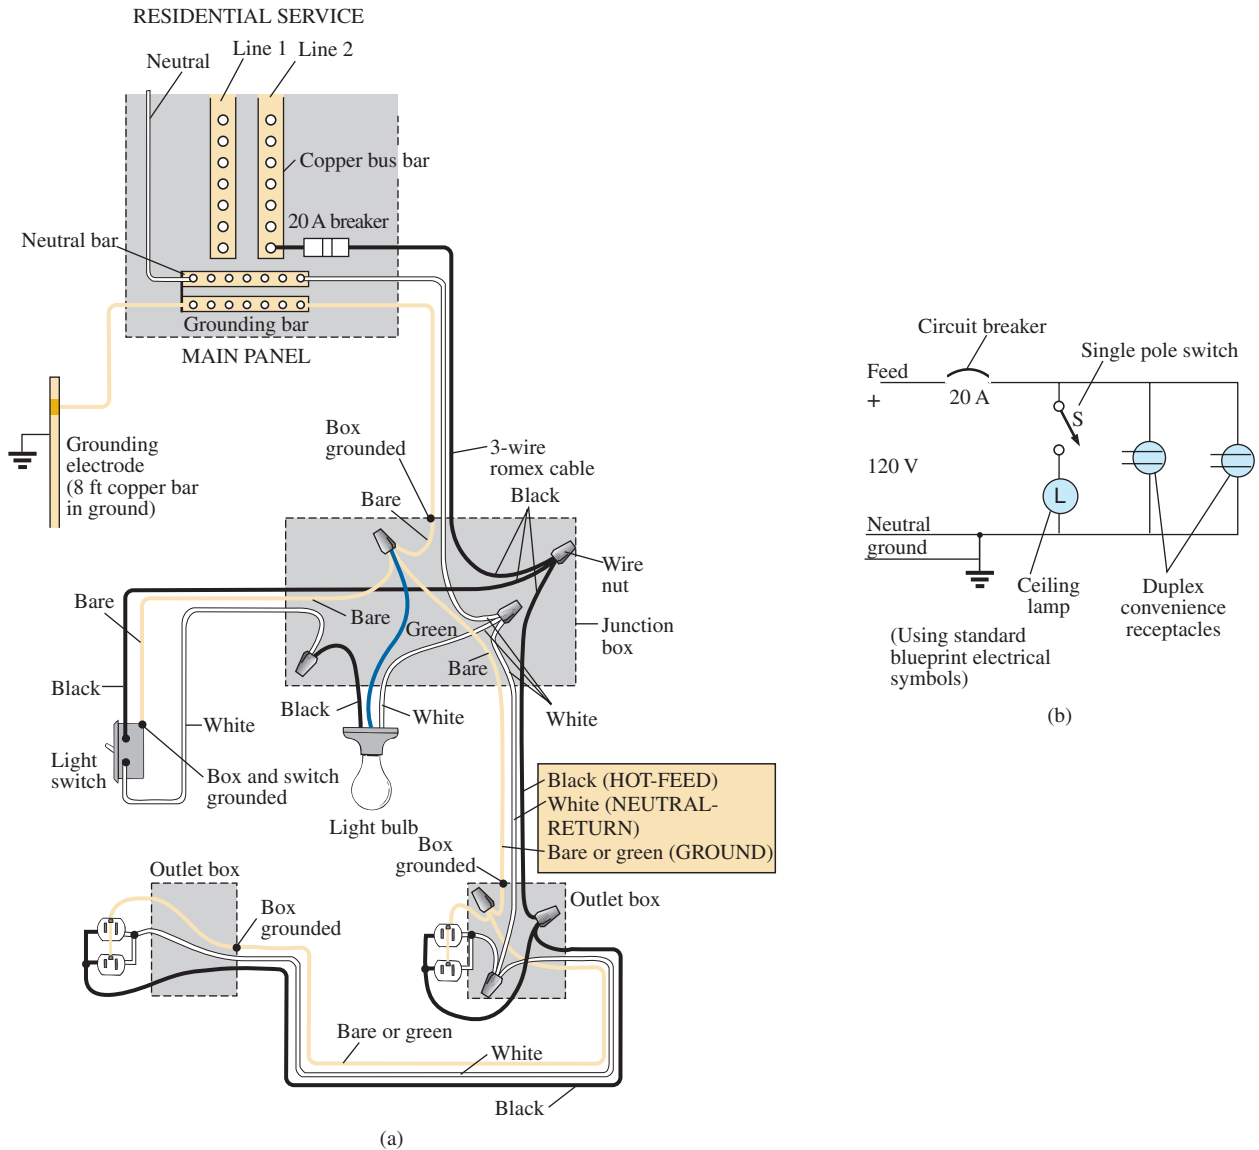 RESIDENTIAL SERVICE
Line 1
Line 2
Neutral
Copper bus bar
20 A breaker
Neutral bar
Grounding bar
MAIN PANEL
Grounding
electrode
(8 ft copper bar
in ground)
Box
grounded
3-wire
romex cable
Bare
Black
Wire
nut
Bare
Bare
Green
Junction
box
Bare
Black
Black
White
White
White
Light
switch
Box and switch
grounded
Light bulb
Black (HOT-FEED)
White (NEUTRAL-
RETURN)
Bare or green (GROUND)
Box
grounded
Outlet box
Outlet box
Box
grounded
Bare or green
White
Black
(a)
Circuit breaker
Single pole switch
Feed
+
20 A
S
120 V
L
Neutral
ground
Ceiling
lamp
Duplex
convenience
receptacles
(Using standard
blueprint electrical
symbols)
(b)